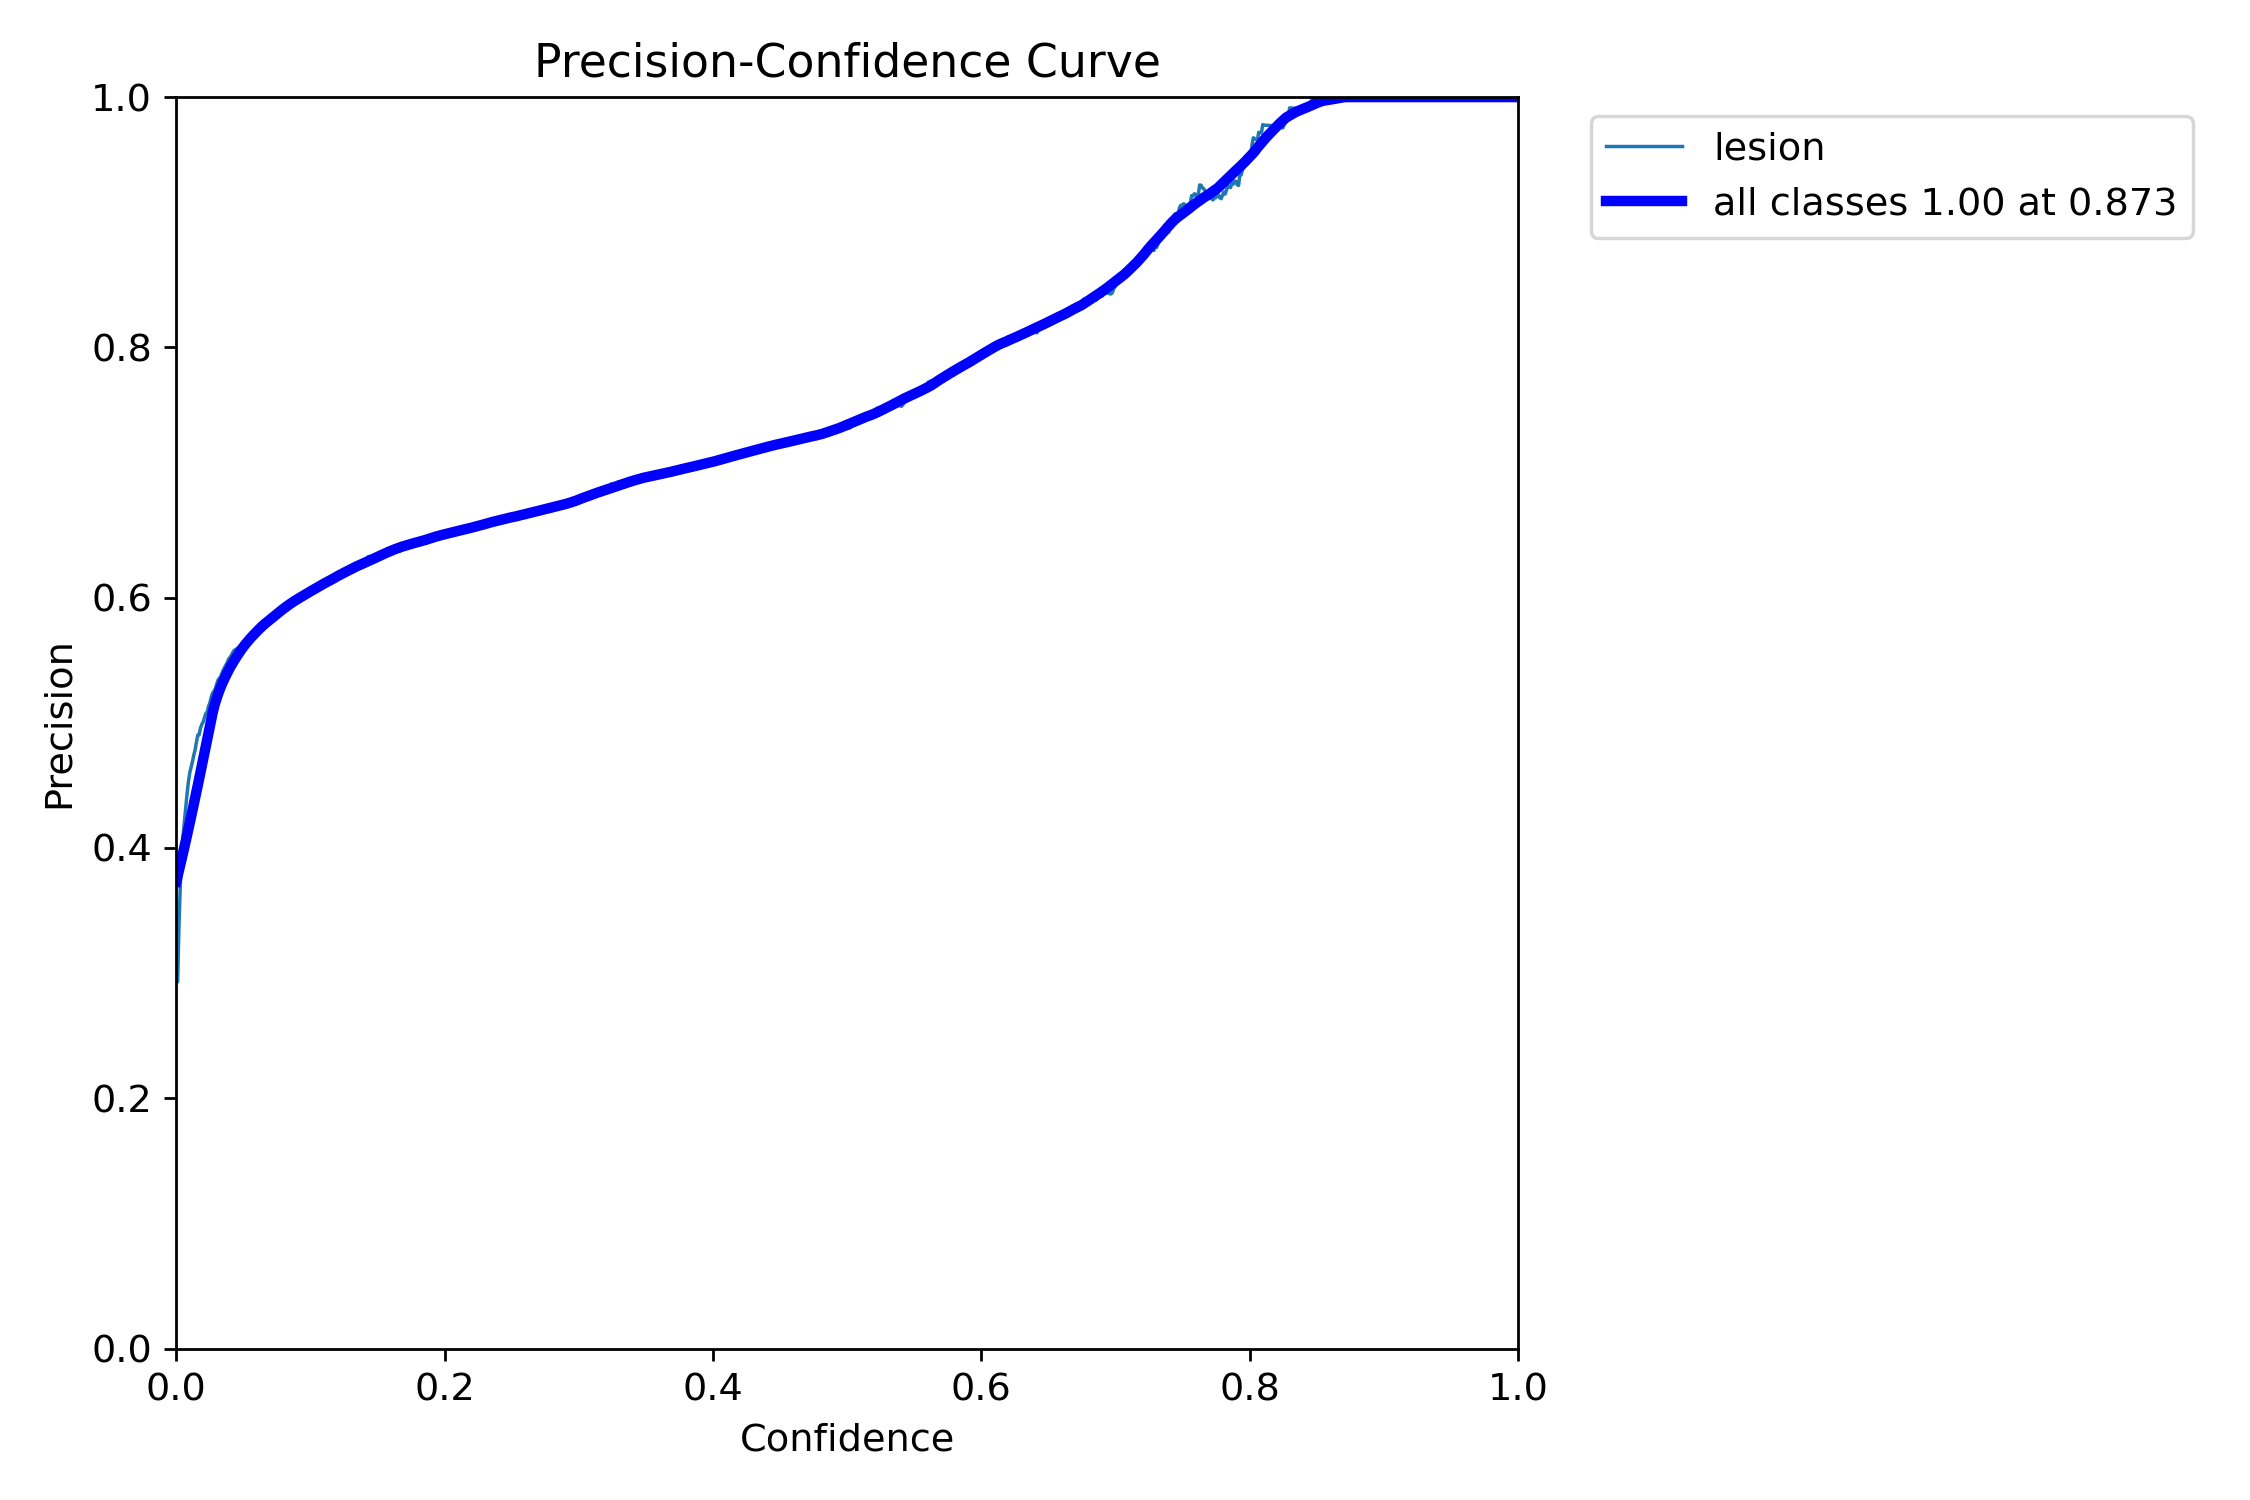 Precision-Confidence Curve
1.0
0.8
0.6
0.4
0.2
0.0
Precision
0.0 0.2 0.4 0.6 0.8 1.0
Confidence
lesion
all classes 1.00 at 0.873